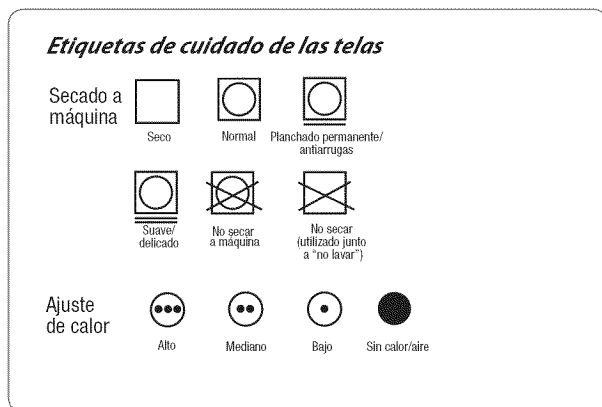 Etiquetas de cuidado de las telas
Secado a
máquina
Seco
Normal
Planchado permanente/
antiarrugas
Suave/
delicado
No secar
a máquina
No secar
(utilizado junto
a “no lavar”)
Ajuste
de calor
Alto
Mediano
Bajo
Sin calor/aire